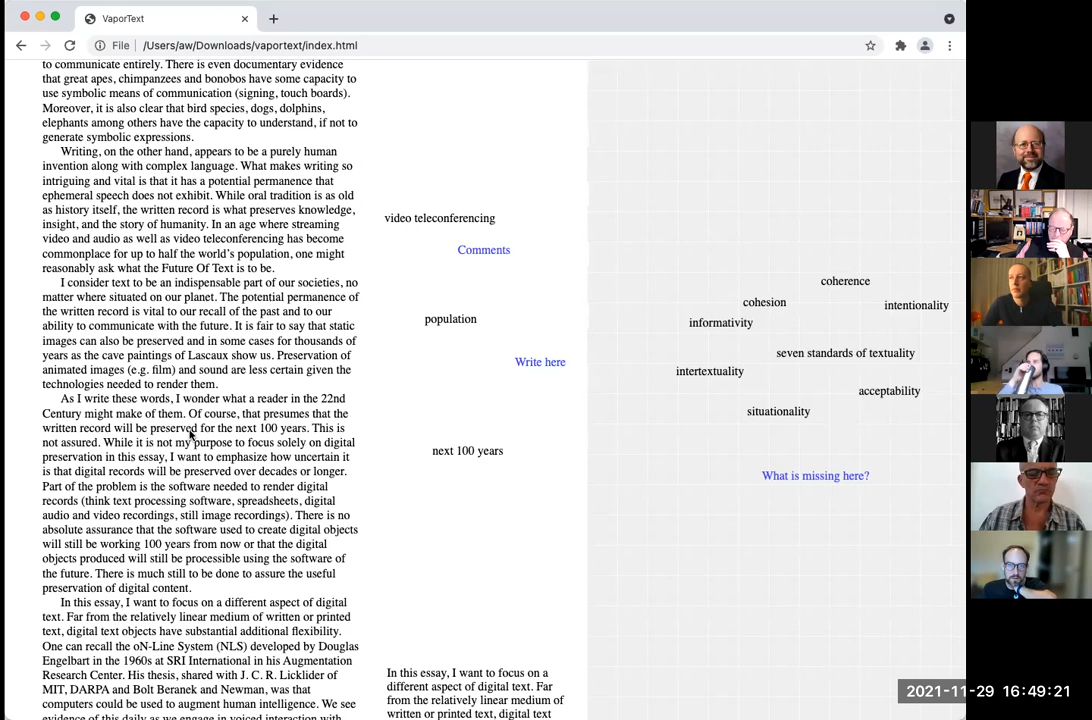 VaporText
File
/Users/aw/Downloads/vaportext/index.html
to communicate entirely. There is even documentary evidence
that great apes, chimpanzees and bonobos have some capacity to
use symbolic means of communication (signing, touch boards).
Moreover, it is also clear that bird species, dogs, dolphins,
elephants among others have the capacity to understand, if not to
generate symbolic expressions.
Writing, on the other hand, appears to be a purely human
invention along with complex language. What makes writing so
intriguing and vital is that it has a potential permanence that
ephemeral speech does not exhibit. While oral tradition is as old
as history itself, the written record is what preserves knowledge,
insight, and the story of humanity. In an age where streaming
video and audio as well as video teleconferencing has become
commonplace for up to half the world's population, one might
reasonably ask what the Future Of Text is to be.
I consider text to be an indispensable part of our societies, no
matter where situated on our planet. The potential permanence of
the written record is vital to our recall of the past and to our
ability to communicate with the future. It is fair to say that static
images can also be preserved and in some cases for thousands of
years as the cave paintings of Lascaux show us. Preservation of
animated images (e.g. film) and sound are less certain given the
technologies needed to render them.
As I write these words, I wonder what a reader in the 22nd
Century might make of them. Of course, that presumes that the
written record will be preserved for the next 100 years. This is
not assured. While it is not my purpose to focus solely on digital
preservation in this essay, I want to emphasize how uncertain it
is that digital records will be preserved over decades or longer.
Part of the problem is the software needed to render digital
records (think text processing software, spreadsheets, digital
audio and video recordings, still image recordings). There is no
absolute assurance that the software used to create digital objects
will still be working 100 years from now or that the digital
objects produced will still be processible using the software of
the future. There is much still to be done to assure the useful
preservation of digital content.
In this essay, I want to focus on a different aspect of digital
text. Far from the relatively linear medium of written or printed
text, digital text objects have substantial additional flexibility.
One can recall the oN-Line System (NLS) developed by Douglas
Engelbart in the 1960s at SRI International in his Augmentation
Research Center. His thesis, shared with J. C. R. Licklider of
MIT, DARPA and Bolt Beranek and Newman, was that
computers could be used to augment human intelligence. We see
evidence of this daily as we engage in voiced interaction with
video teleconferencing
Comments
population
Write here
next 100 years
In this essay, I want to focus on a
different aspect of digital text. Far
from the relatively linear medium of
written or printed text, digital text
coherence
cohesion
intentionality
informativity
seven standards of textuality
intertextuality
acceptability
situationality
What is missing here?
2021-11-29 16:49:21